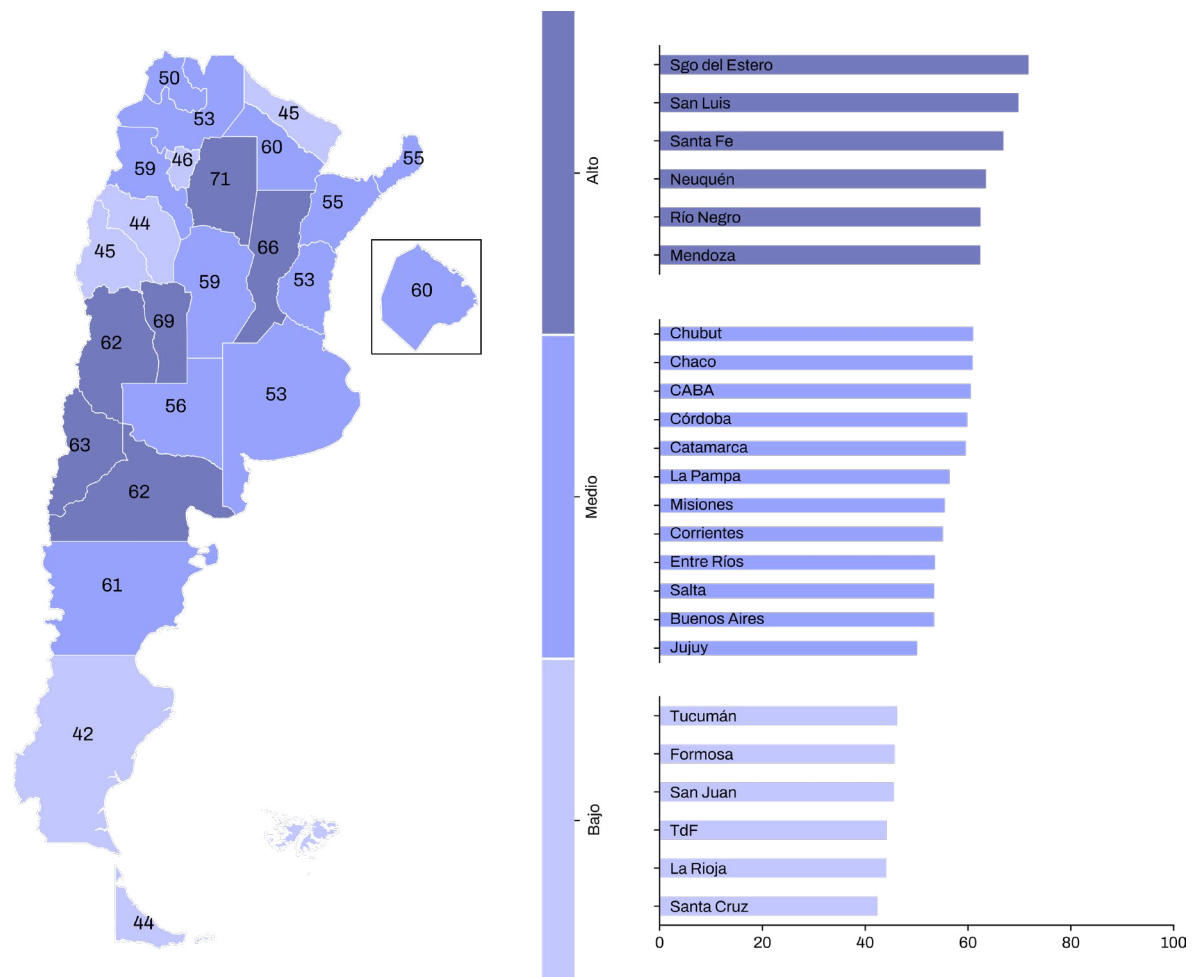 50
53
45
60
55
46
59
71
55
44
66
45
53
59
60
69
62
56
53
63
62
61
42
44
Alto
Medio
Bajo
Sgo del Estero
San Luis
Santa Fe
Neuquén
Río Negro
Mendoza
Chubut
Chaco
CABA
Córdoba
Catamarca
La Pampa
Misiones
Corrientes
Entre Ríos
Salta
Buenos Aires
Jujuy
Tucumán
Formosa
San Juan
TdF
La Rioja
Santa Cruz
0 20 40 60 80 100